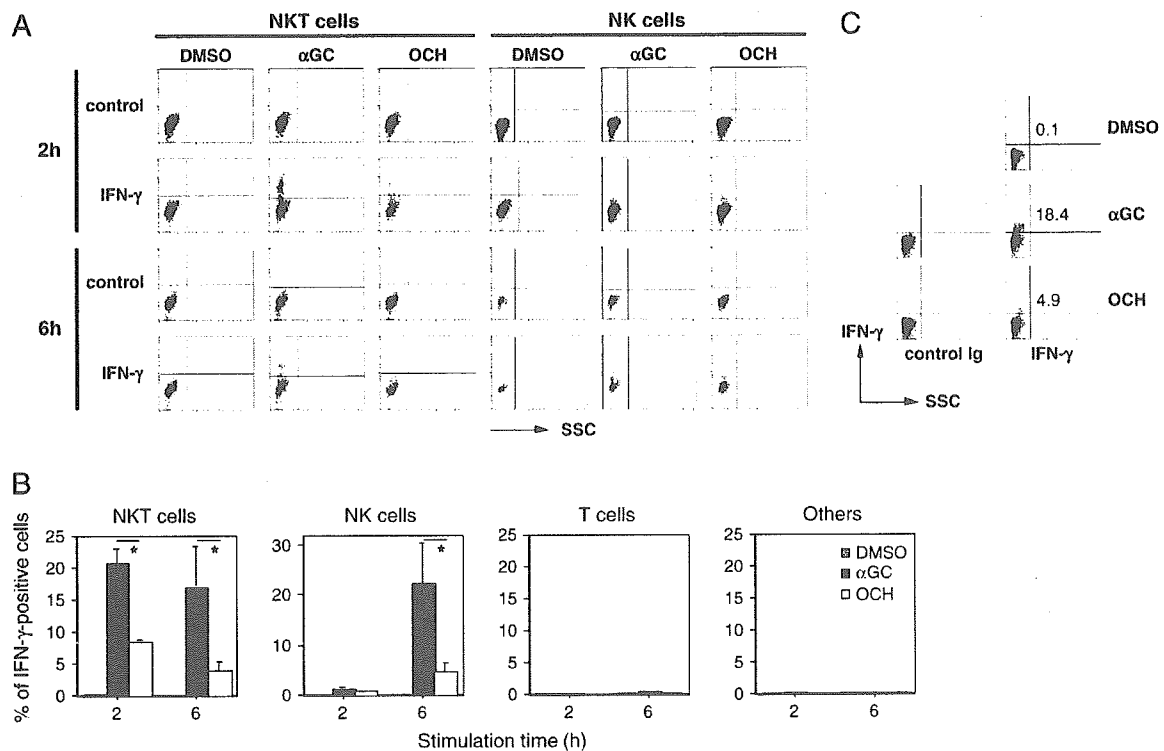 A
NKT cells
NK cells
DMSO
αGC
OCH
DMSO
αGC
OCH
2h
control
IFN-γ
6h
control
IFN-γ
SSC
C
0.1
DMSO
18.4
αGC
4.9
OCH
IFN-γ
control Ig
IFN-γ
SSC
B
% of IFN-γ-positive cells
NKT cells
25
20
15
10
5
0
*
*
2
6
NK cells
30
20
10
0
*
2
6
T cells
25
20
15
10
5
0
2
6
Others
25
20
15
10
5
0
DMSO
αGC
OCH
2
6
Stimulation time (h)